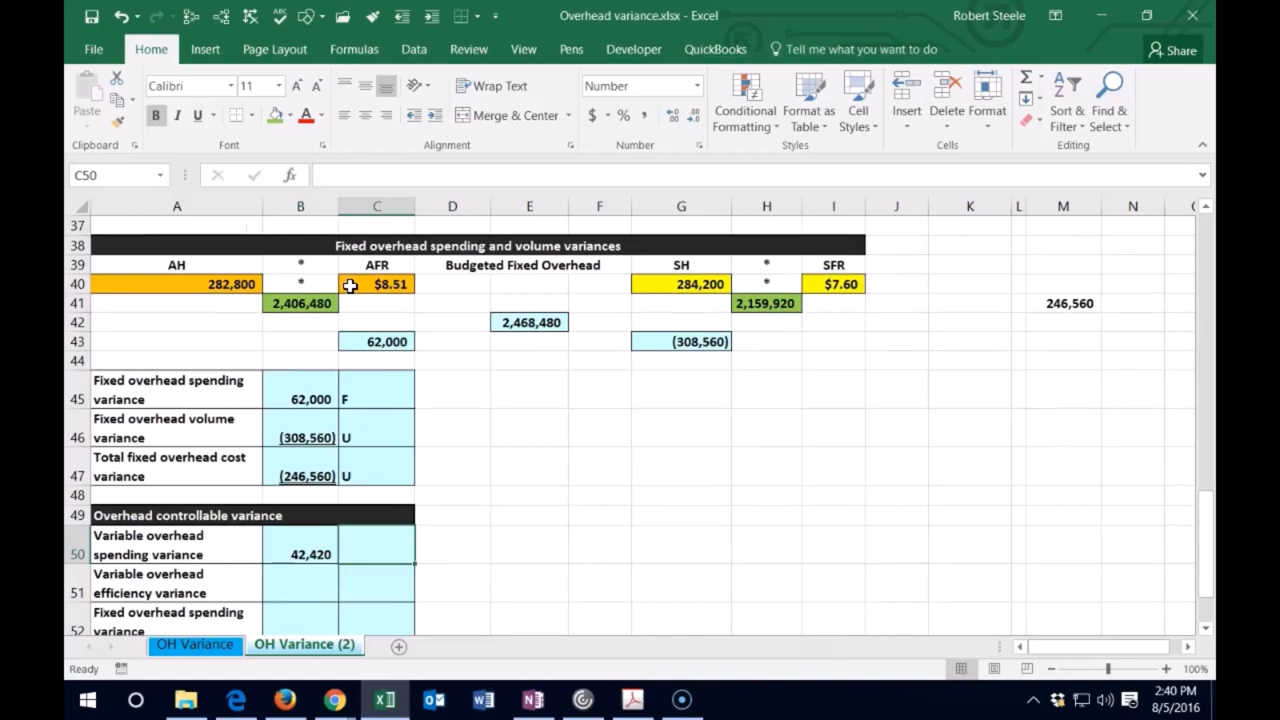 Overhead variance.xlsx - Excel
Robert Steele
File Home Insert Page Layout Formulas Data Review View Pens Developer QuickBooks Tell me what you want to do Share
Paste
Calibri 11
B I U
Wrap Text
Merge & Center
Number
$ % ,
Conditional Formatting
Format as Table
Cell Styles
Insert Delete Format
Sort & Filter
Find & Select
Clipboard Font Alignment Number Styles Cells Editing
C50 fx
A B C D E F G H I J K L M N
37
38 Fixed overhead spending and volume variances
39 AH * AFR Budgeted Fixed Overhead SH * SFR
40 282,800 * $8.51 284,200 * $7.60
41 2,406,480 2,159,920 246,560
42 2,468,480
43 62,000 (308,560)
44
Fixed overhead spending
45 variance 62,000 F
Fixed overhead volume
46 variance (308,560) U
Total fixed overhead cost
47 variance (246,560) U
48
49 Overhead controllable variance
Variable overhead
50 spending variance 42,420
Variable overhead
51 efficiency variance
Fixed overhead spending
52 variance
OH Variance OH Variance (2)
Ready 100%
2:40 PM
8/5/2016